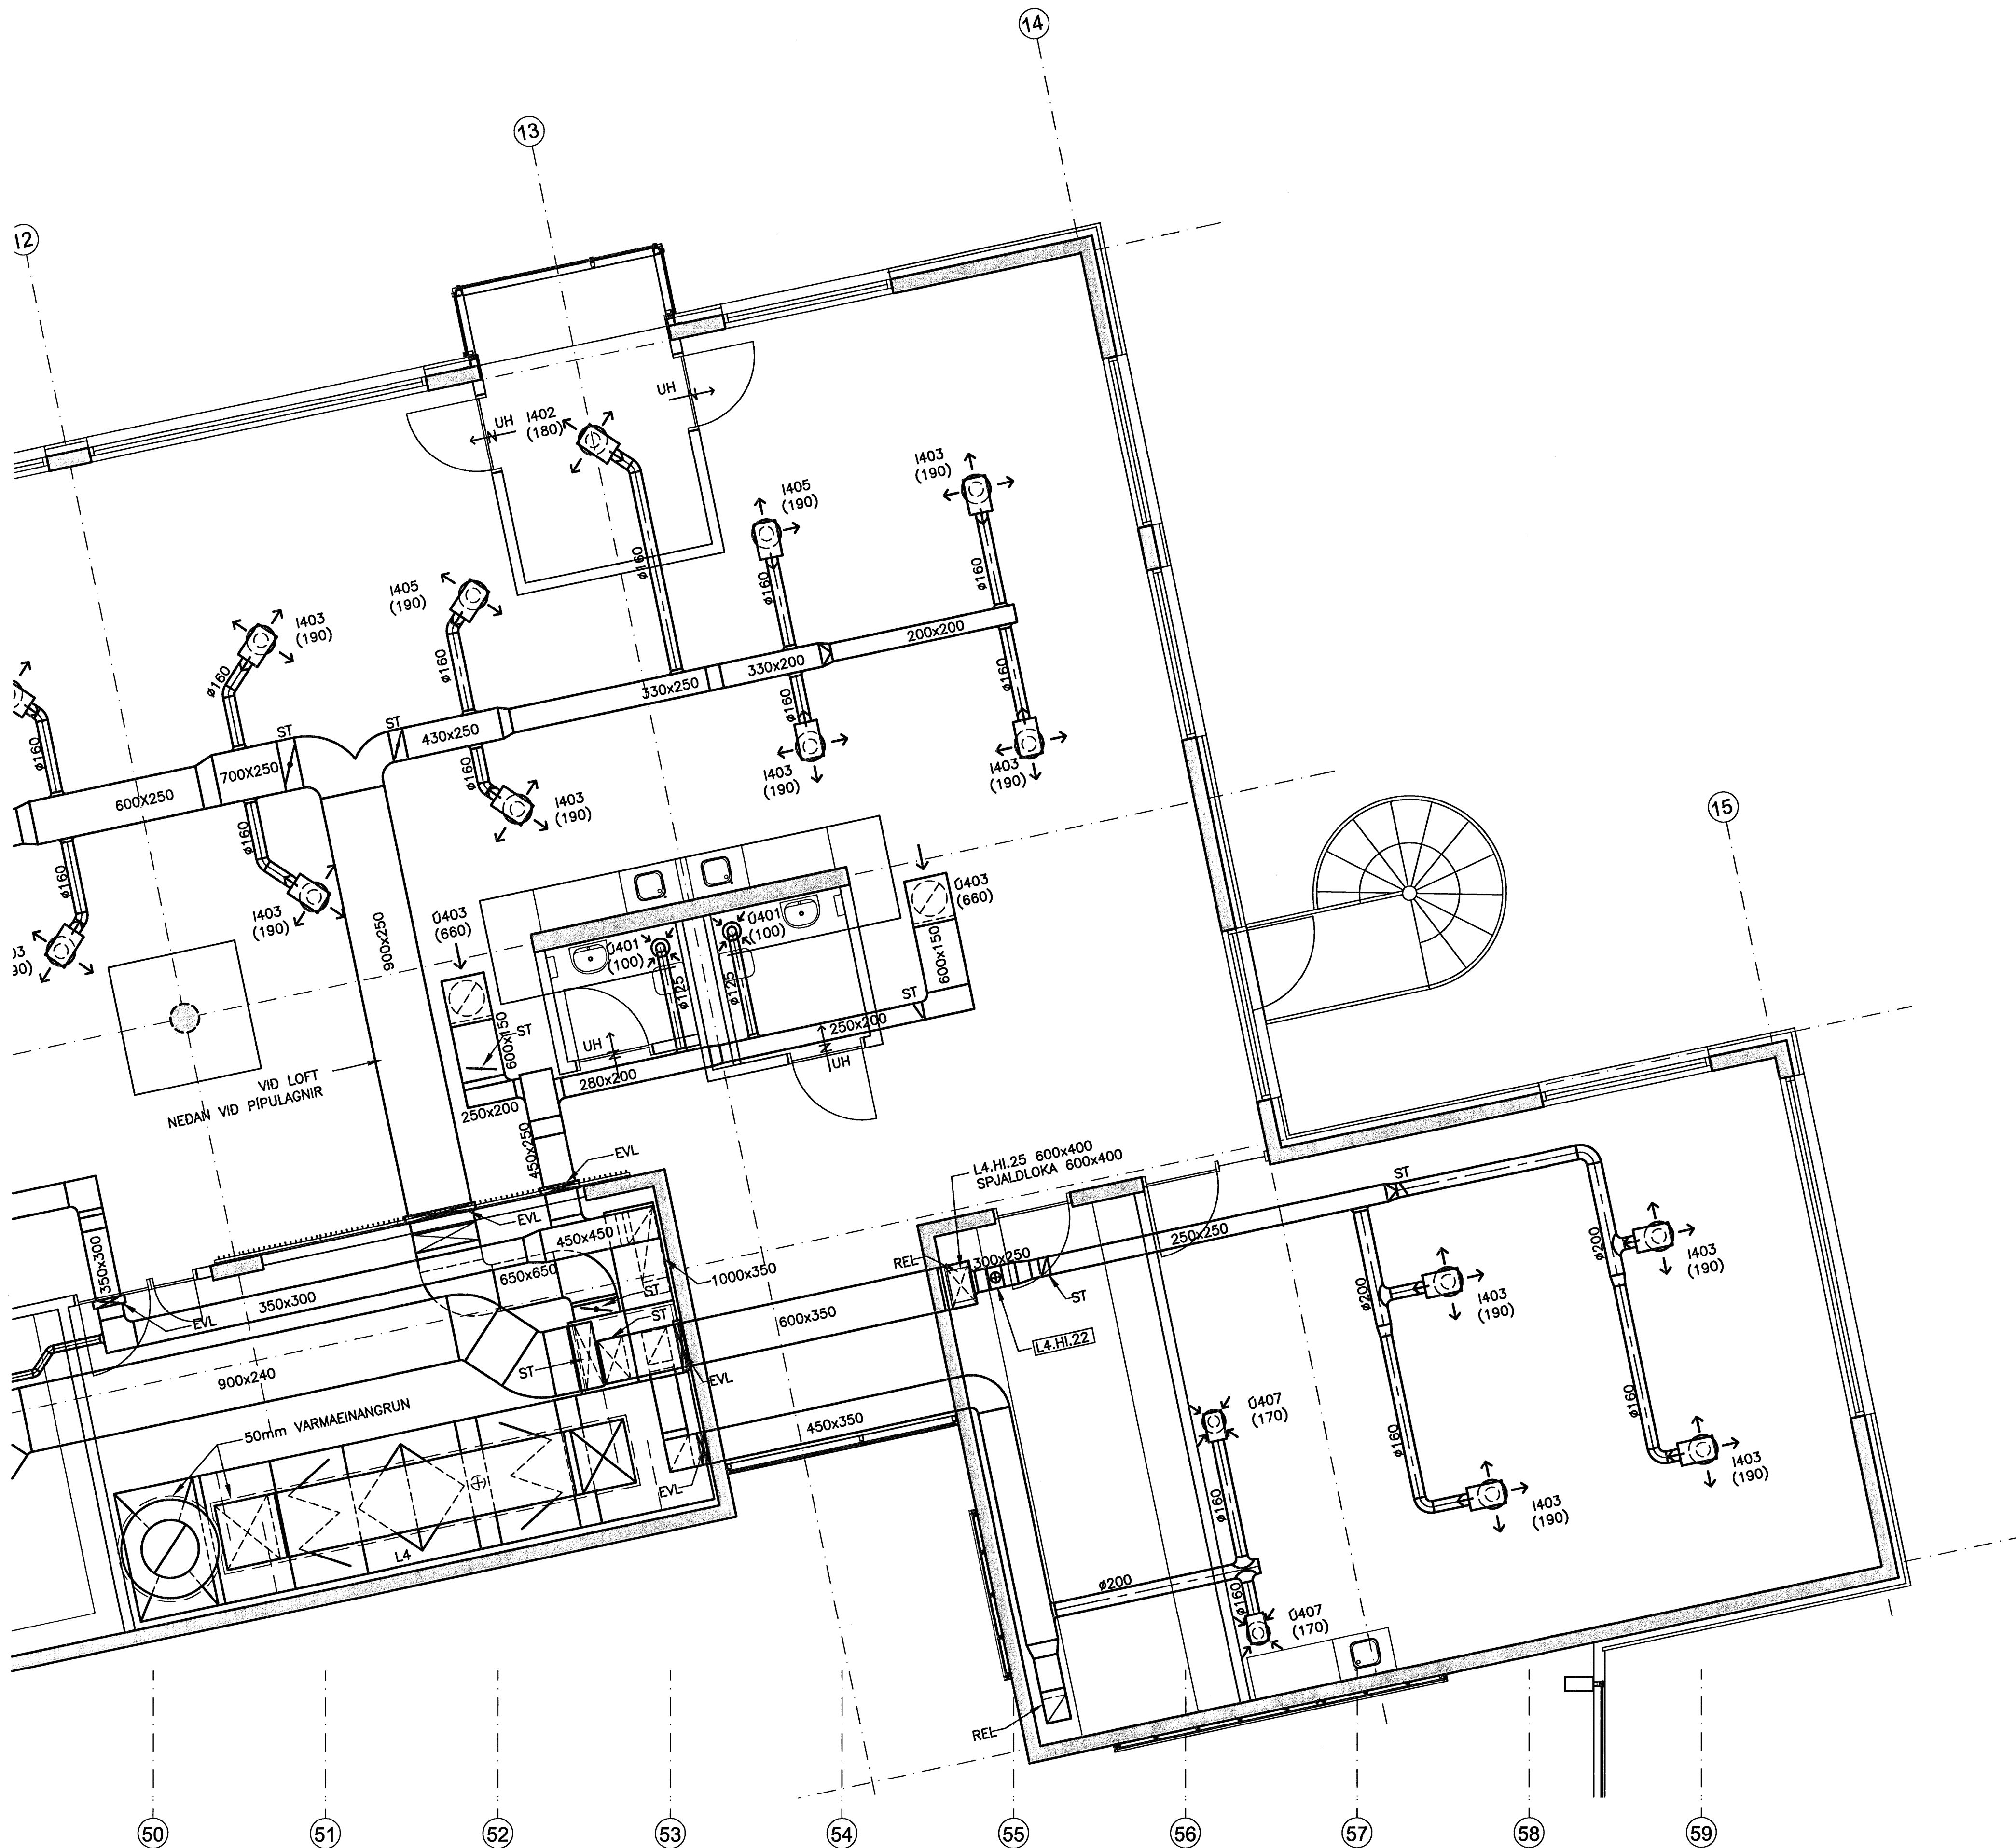 14
13
12
UH
UH
I402
(180)
I403
(190)
I405
(190)
ø160
ø160
ø160
I405
(190)
I403
(190)
200x200
330x200
330x250
ø160
ø160
ø160
ø160
ø160
ST
ST
430x250
700X250
600X250
ø160
I403
(190)
I403
(190)
I403
(190)
ø160
ø160
ø160
15
I403
(190)
Ú403
(660)
Ú403
(660)
Ú401
(100)
Ú401
(100)
900x250
600x150
ø125
ø125
ST
250x200
ST
600x150
UH
UH
280x200
250x200
VIÐ LOFT
NEÐAN VIÐ PÍPULAGNIR
450x250
EVL
L4.HI.25 600x400
SPJALDLOKA 600x400
ST
EVL
450x450
350x300
650x650
1000x350
REL
300x250
250x250
ø200
I403
(190)
350x300
EVL
ST
ST
ST
600x350
L4.HI.22
ø200
I403
(190)
900x240
ST
EVL
50mm VARMAEINANGRUN
450x350
Ú407
(170)
ø160
ø160
I403
(190)
EVL
ø160
I403
(190)
L4
ø200
ø160
Ú407
(170)
REL
50
51
52
53
54
55
56
57
58
59